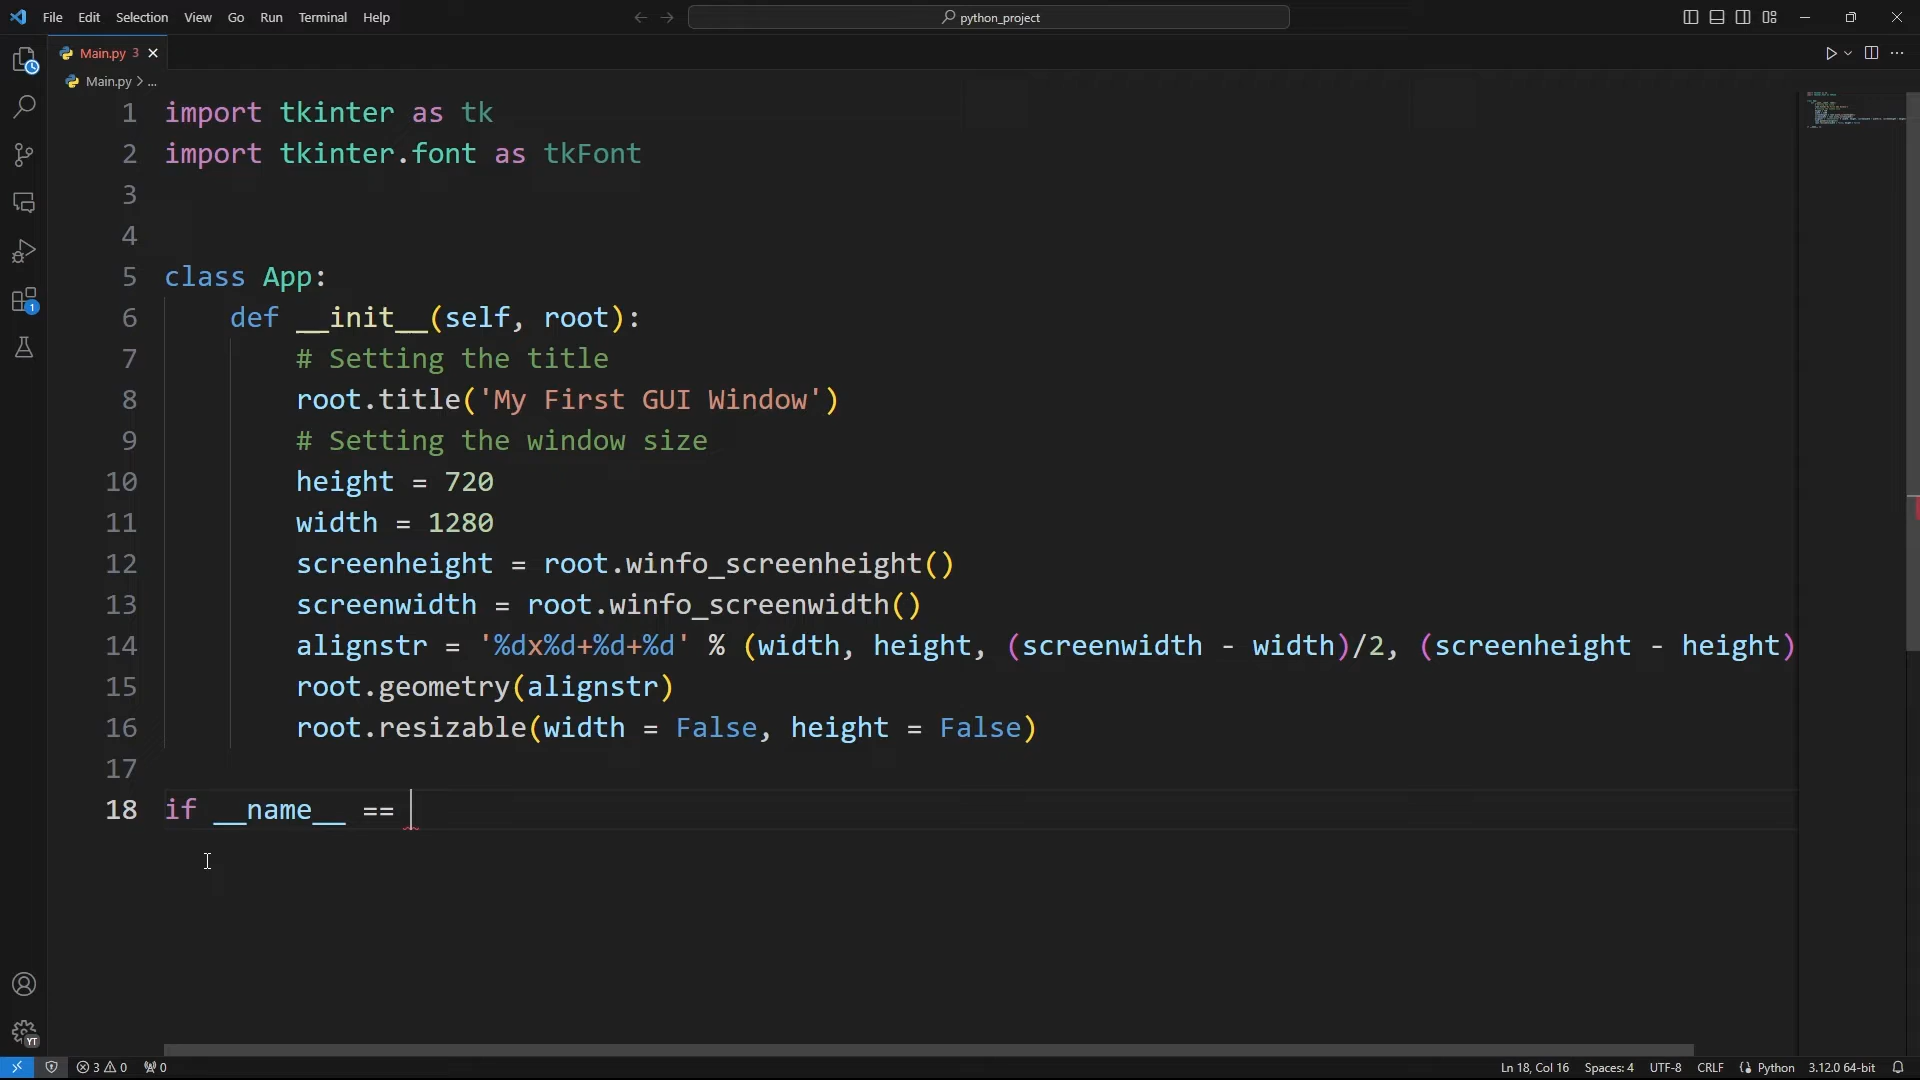 File Edit Selection View Go Run Terminal Help
python_project
Main.py 3
Main.py > ...
1 import tkinter as tk
2 import tkinter.font as tkFont
3
4
5 class App:
6 def __init__(self, root):
7 # Setting the title
8 root.title('My First GUI Window')
9 # Setting the window size
10 height = 720
11 width = 1280
12 screenheight = root.winfo_screenheight()
13 screenwidth = root.winfo_screenwidth()
14 alignstr = '%dx%d+%d+%d' % (width, height, (screenwidth - width)/2, (screenheight - height)
15 root.geometry(alignstr)
16 root.resizable(width = False, height = False)
17
18 if __name__ ==
1
YT
3 0 0 Ln 18, Col 16 Spaces: 4 UTF-8 CRLF Python 3.12.0 64-bit